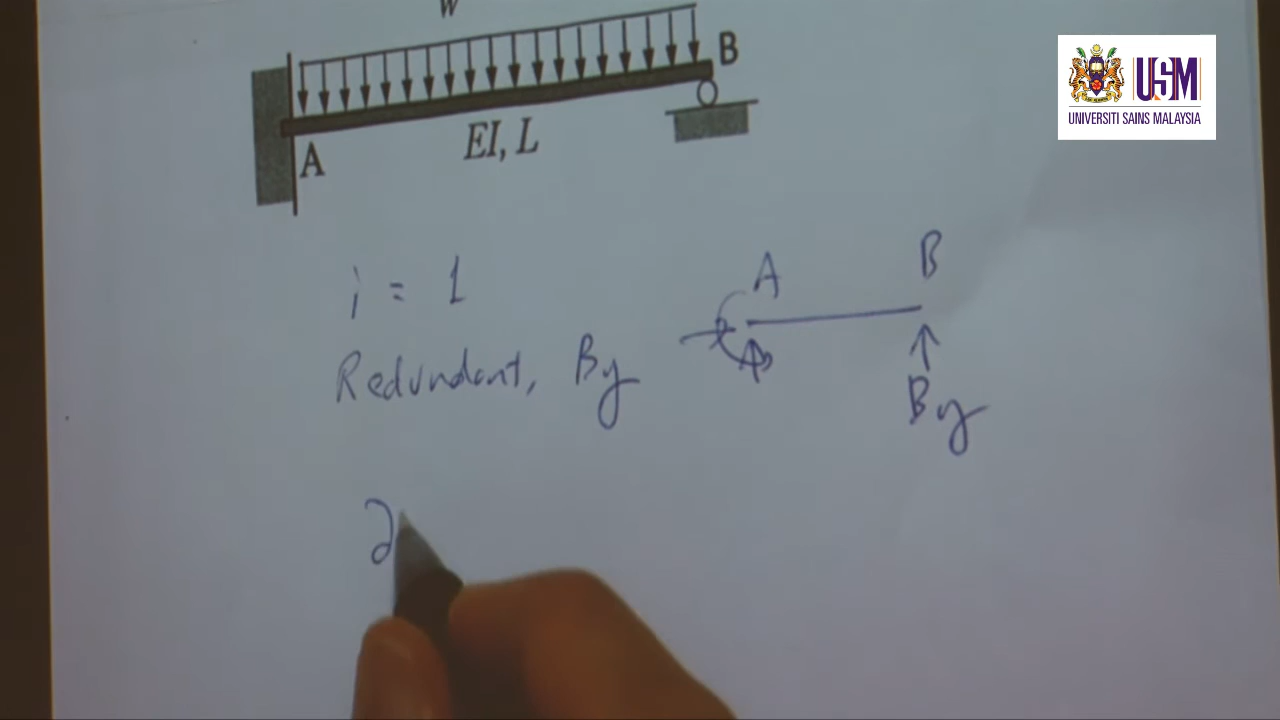 w
B
EI, L
A
USM
UNIVERSITI SAINS MALAYSIA
i = 1
A B
Redundant, By
By
∂